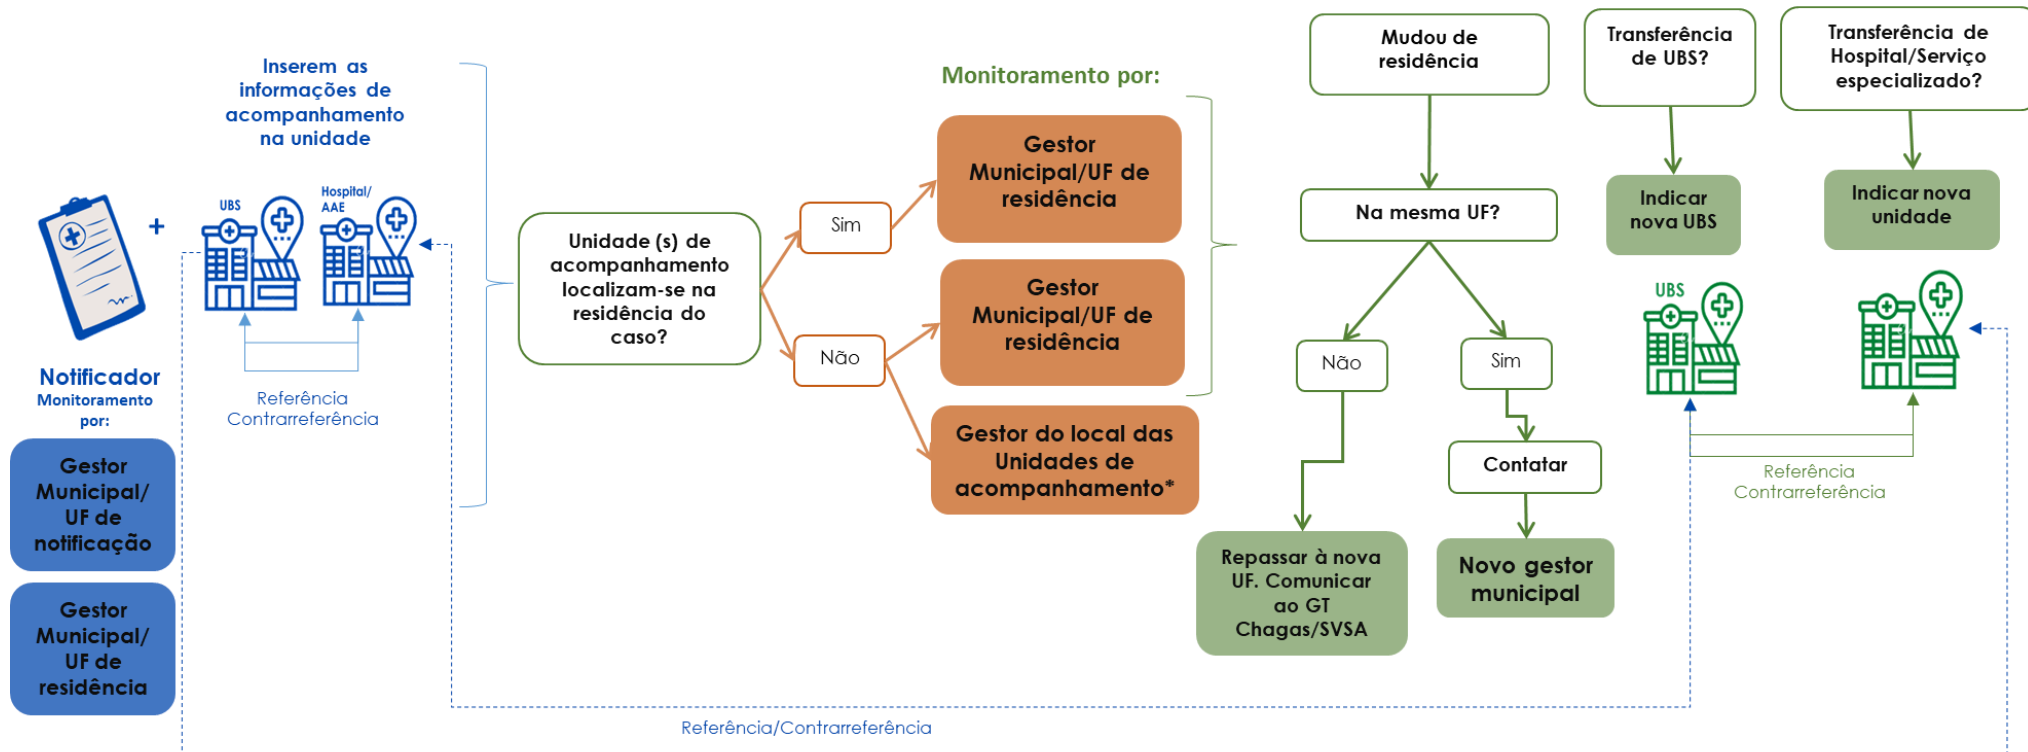 Inserem as
informações de
acompanhamento
na unidade
UBS
Hospital/
AAE
+
Notificador
Monitoramento
por:
Gestor
Municipal/
UF de
notificação
Gestor
Municipal/
UF de
residência
Referência
Contrarreferência
Unidade (s) de
acompanhamento
localizam-se na
residência do
caso?
Sim
Não
Monitoramento por:
Gestor
Municipal/UF de
residência
Gestor
Municipal/UF de
residência
Gestor do local das
Unidades de
acompanhamento*
Mudou de
residência
Na mesma UF?
Não
Sim
Contatar
Repassar à nova
UF. Comunicar
ao GT
Chagas/SVSA
Novo gestor
municipal
Transferência
de UBS?
Indicar
nova UBS
UBS
Transferência de
Hospital/Serviço
especializado?
Indicar nova
unidade
Referência
Contrarreferência
Referência/Contrarreferência